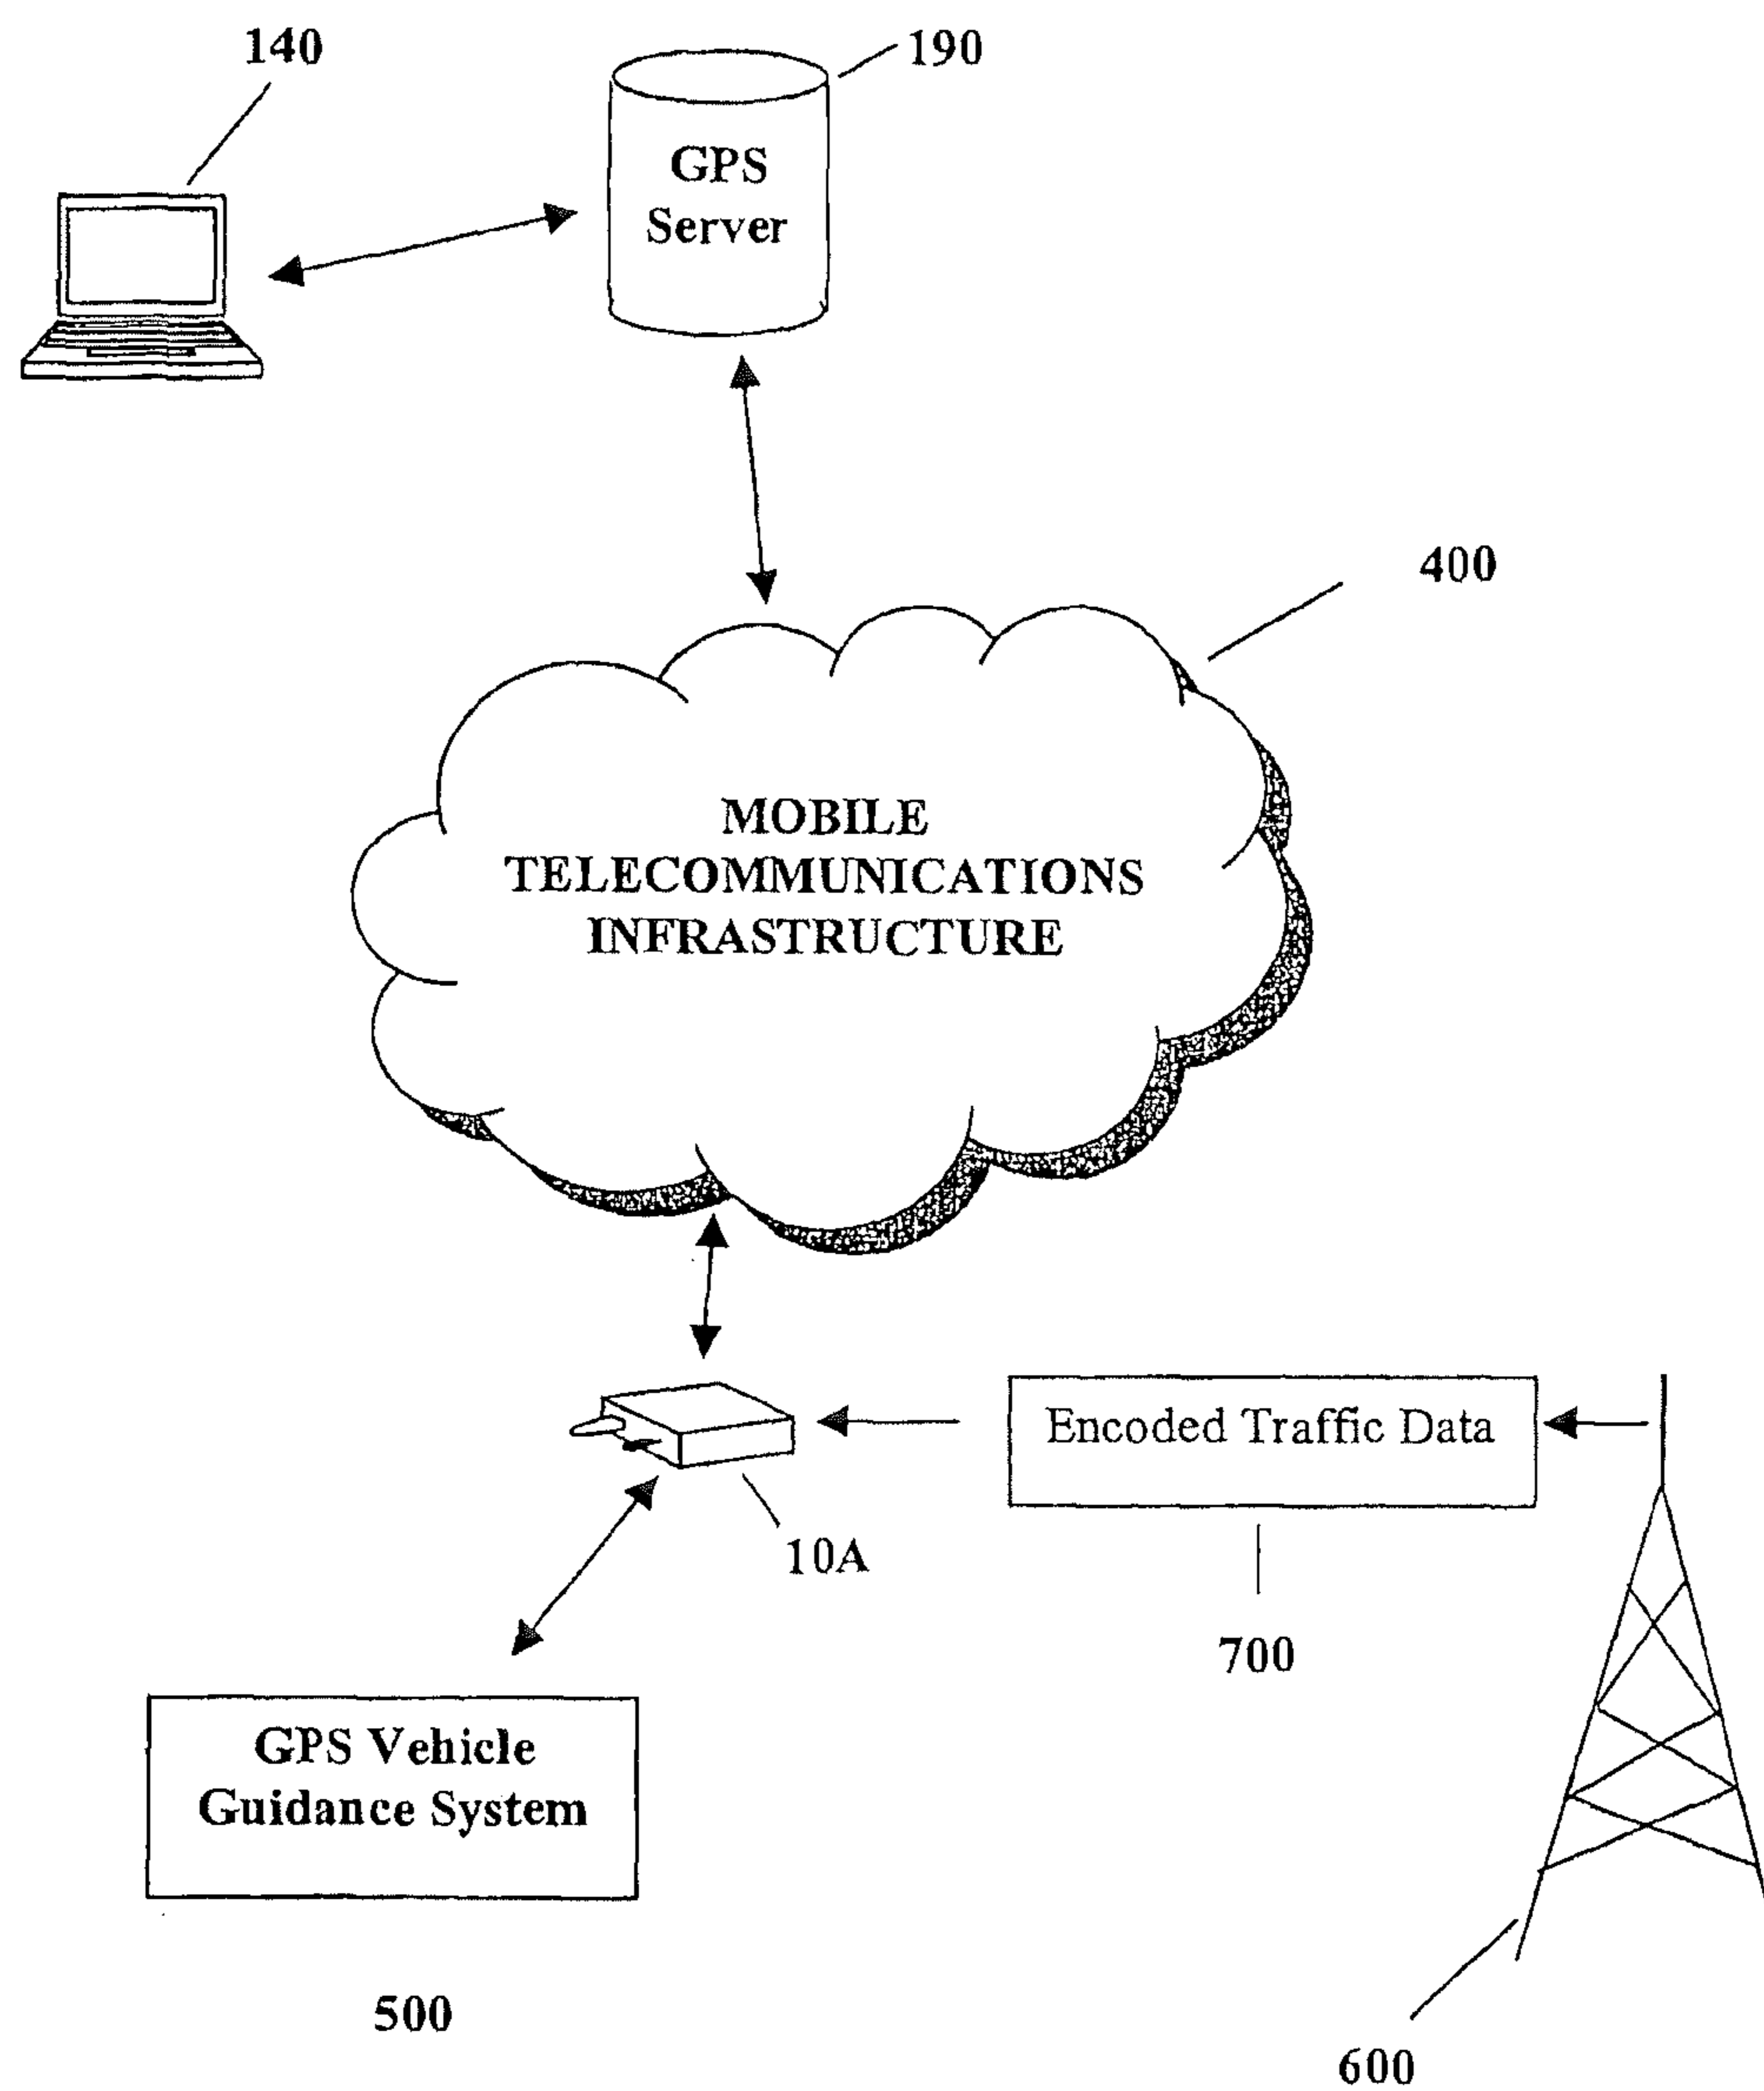 140
190
GPS
Server
400
MOBILE
TELECOMMUNICATIONS
INFRASTRUCTURE
Encoded Traffic Data
10A
700
GPS Vehicle
Guidance System
500
600